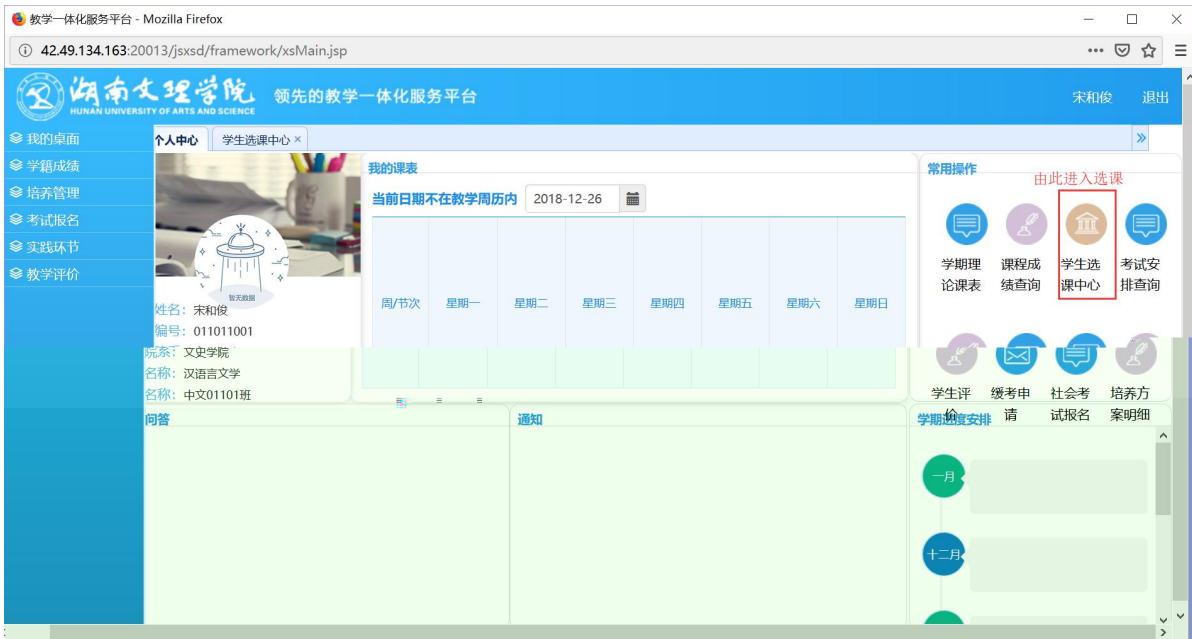 教学一体化服务平台 - Mozilla Firefox
42.49.134.163:20013/jsxsd/framework/xsMain.jsp
湖南文理学院
HUNAN UNIVERSITY OF ARTS AND SCIENCE
领先的教学一体化服务平台
宋和俊 退出
我的桌面
学籍成绩
培养管理
考试报名
实践环节
教学评价
个人中心 学生选课中心 ×
暂无数据
姓名：宋和俊
编号：011011001
院系：文史学院
名称：汉语言文学
名称：中文01101班
我的课表
当前日期不在教学周历内 2018-12-26
周/节次 星期一 星期二 星期三 星期四 星期五 星期六 星期日
常用操作
由此进入选课
学期理论课表
课程成绩查询
学生选课中心
考试安排查询
学生评价
缓考申请
社会考试报名
培养方案明细
问答
通知
学期进度安排
一月
十二月